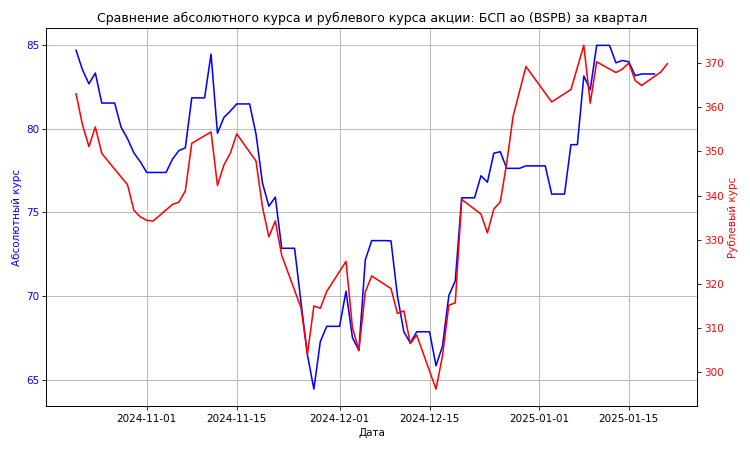 Сравнение абсолютного курса и рублевого курса акции: БСП ао (BSPB) за квартал
85
80
75
70
65
Абсолютный курс
370
360
350
340
330
320
310
300
Рублевый курс
2024-11-01 2024-11-15 2024-12-01 2024-12-15 2025-01-01 2025-01-15
Дата